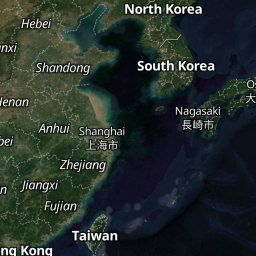 North Korea
Hebei
Shandong
South Korea
Nagasaki
長崎市
Anhui
Shanghai
上海市
Zhejiang
Jiangxi
Fujian
Taiwan